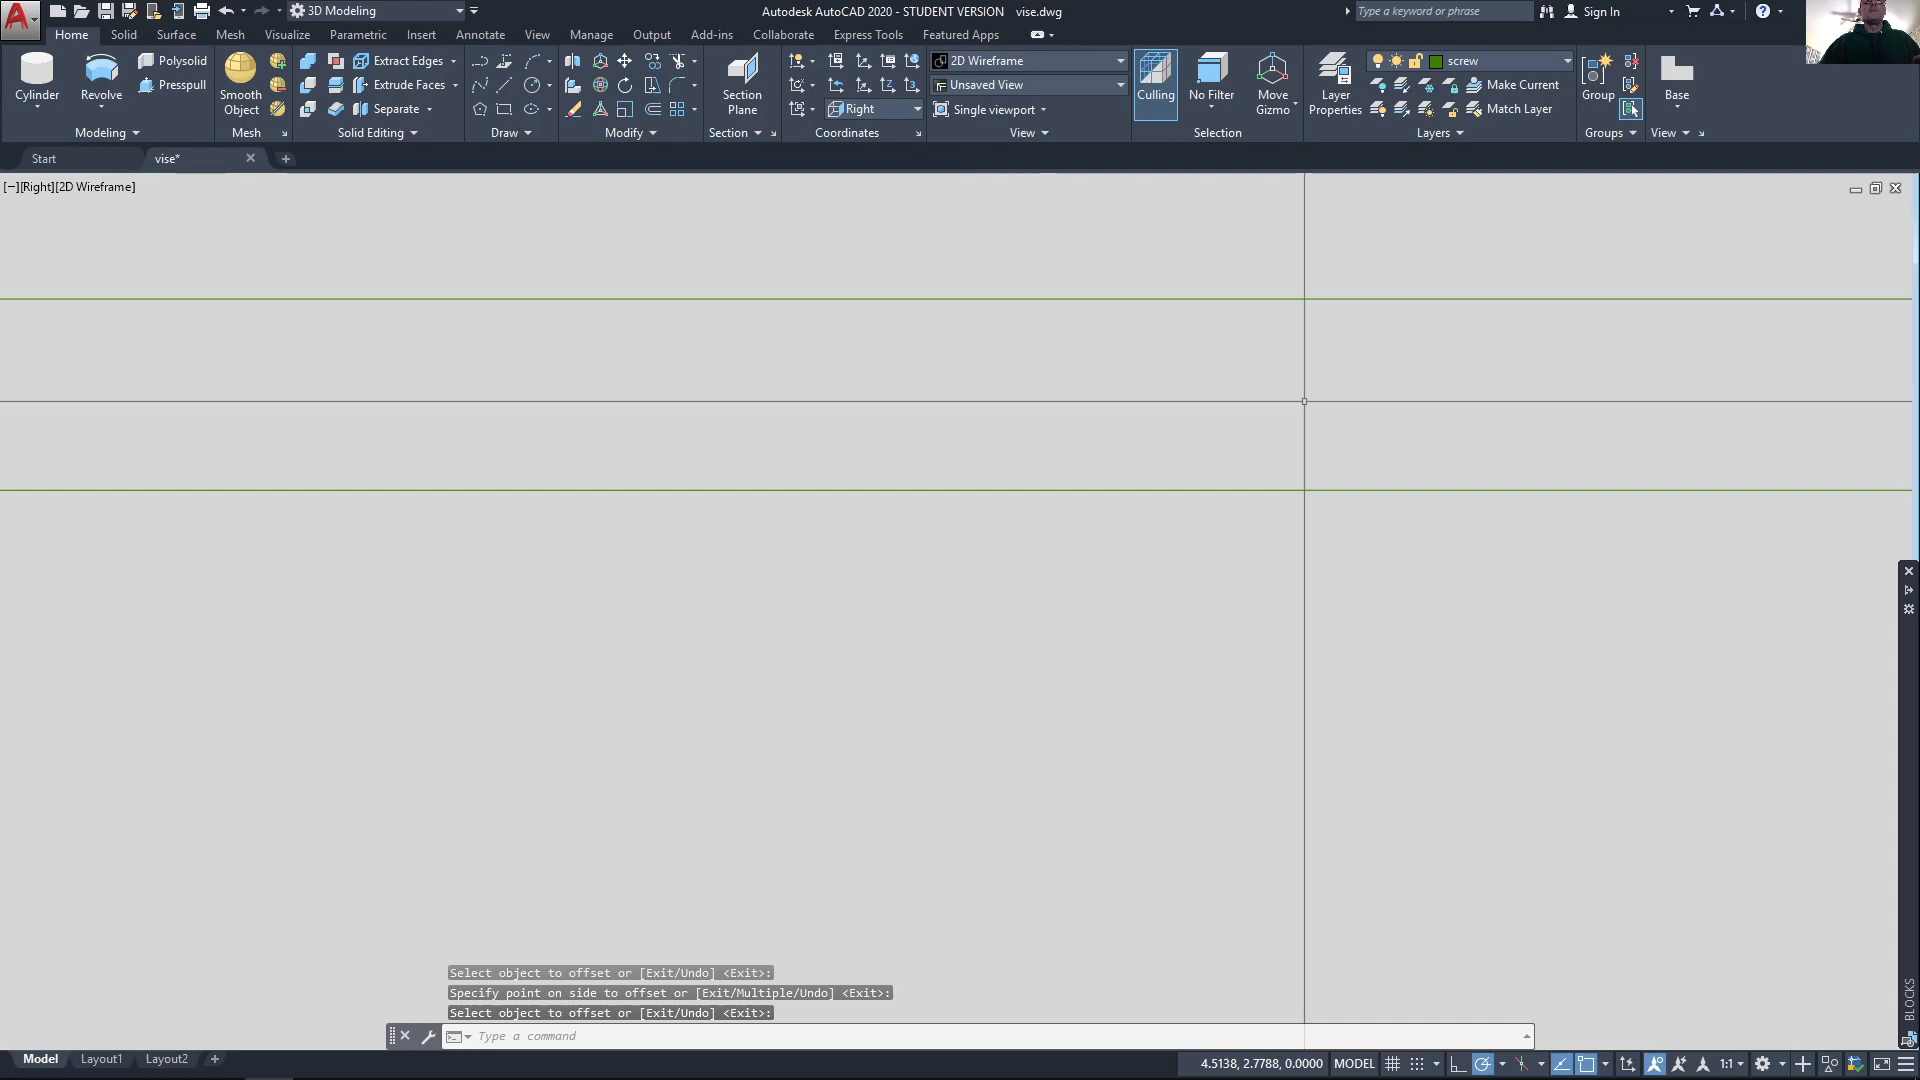 3D Modeling
Autodesk AutoCAD 2020 - STUDENT VERSION vise.dwg
Type a keyword or phrase
Sign In
Home Solid Surface Mesh Visualize Parametric Insert Annotate View Manage Output Add-ins Collaborate Express Tools Featured Apps
Cylinder
Revolve
Polysolid
Presspull
Modeling
Smooth
Object
Mesh
Extract Edges
Extrude Faces
Separate
Solid Editing
Draw
Modify
Section
Plane
Section
Right
Coordinates
2D Wireframe
Unsaved View
Single viewport
View
Culling
No Filter
Move
Gizmo
Selection
Layer
Properties
screw
Make Current
Match Layer
Layers
Group
Groups
Base
View
Start
vise*
[−][Right][2D Wireframe]
BLOCKS
Select object to offset or [Exit/Undo] <Exit>:
Specify point on side to offset or [Exit/Multiple/Undo] <Exit>:
Select object to offset or [Exit/Undo] <Exit>:
Type a command
Model Layout1 Layout2 +
4.5138, 2.7788, 0.0000 MODEL 1:1